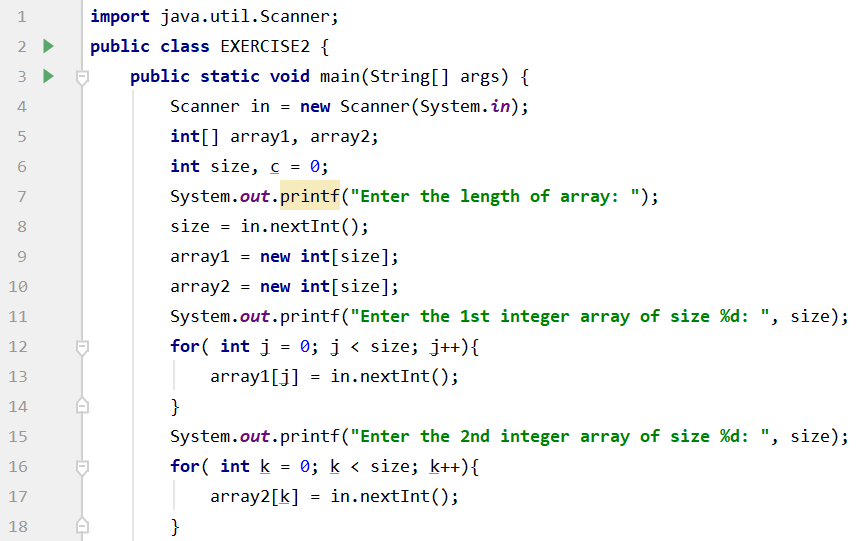 1 import java.util.Scanner;
2 public class EXERCISE2 {
3     public static void main(String[] args) {
4         Scanner in = new Scanner(System.in);
5         int[] array1, array2;
6         int size, c = 0;
7         System.out.printf("Enter the length of array: ");
8         size = in.nextInt();
9         array1 = new int[size];
10         array2 = new int[size];
11         System.out.printf("Enter the 1st integer array of size %d: ", size);
12         for( int j = 0; j < size; j++){
13             array1[j] = in.nextInt();
14         }
15         System.out.printf("Enter the 2nd integer array of size %d: ", size);
16         for( int k = 0; k < size; k++){
17             array2[k] = in.nextInt();
18         }